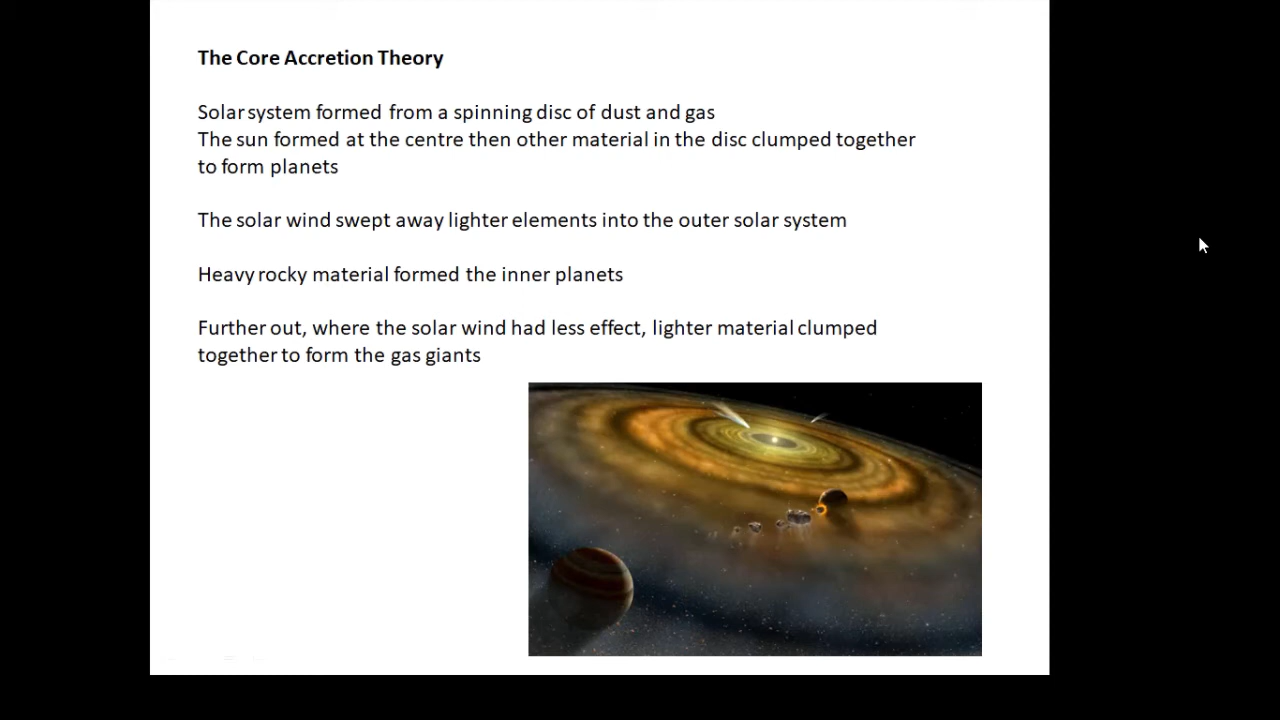 The Core Accretion Theory
Solar system formed from a spinning disc of dust and gas
The sun formed at the centre then other material in the disc clumped together
to form planets
The solar wind swept away lighter elements into the outer solar system
Heavy rocky material formed the inner planets
Further out, where the solar wind had less effect, lighter material clumped
together to form the gas giants